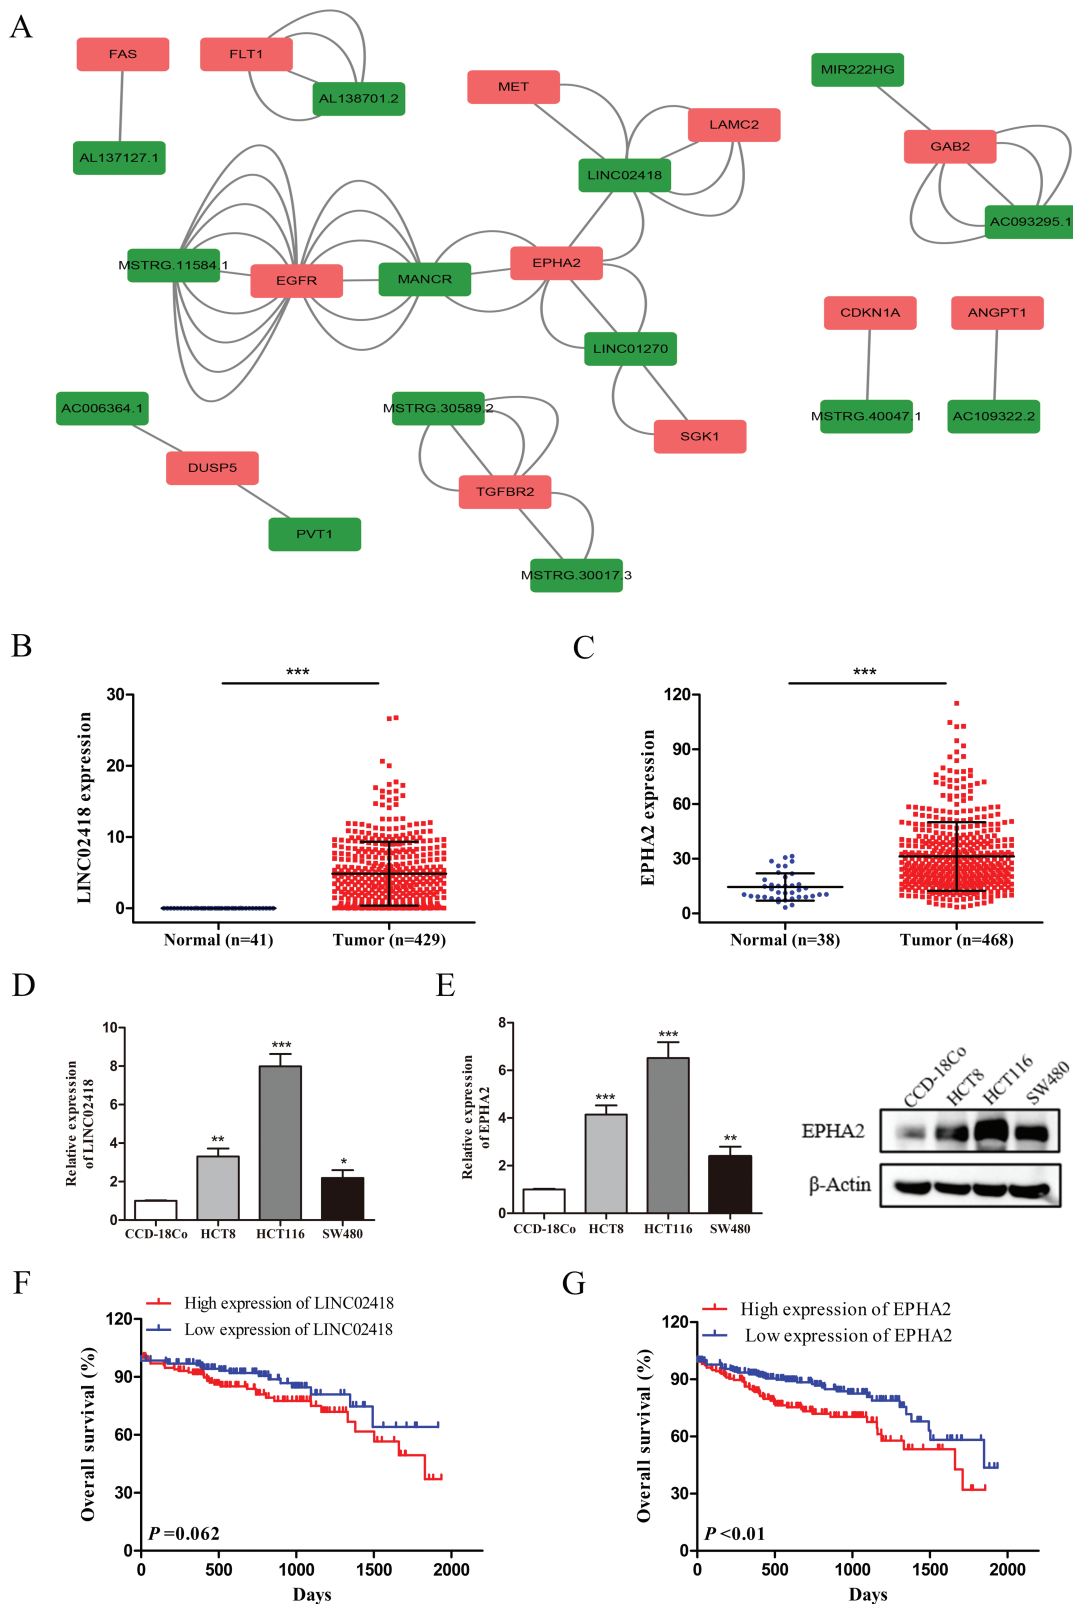 A
FAS
FLT1
AL138701.2
AL137127.1
MET
LAMC2
LINC02418
MIR222HG
GAB2
AC093295.1
MSTRG.11584.1
EGFR
MANCR
EPHA2
LINC01270
SGK1
CDKN1A
ANGPT1
MSTRG.40047.1
AC109322.2
AC006364.1
DUSP5
PVT1
MSTRG.30589.2
TGFBR2
MSTRG.30017.3
B
***
LINC02418 expression
30
20
10
0
Normal (n=41)
Tumor (n=429)
C
***
EPHA2 expression
120
90
60
30
0
Normal (n=38)
Tumor (n=468)
D
Relative expression
of LINC02418
10
8
6
4
2
0
**
***
*
CCD-18Co
HCT8
HCT116
SW480
E
Relative expression
of EPHA2
8
6
4
2
0
***
***
**
CCD-18Co
HCT8
HCT116
SW480
CCD-18Co
HCT8
HCT116
SW480
EPHA2
β-Actin
F
High expression of LINC02418
Low expression of LINC02418
Overall survival (%)
120
90
60
30
0
P =0.062
0
500
1000
1500
2000
Days
G
High expression of EPHA2
Low expression of EPHA2
Overall survival (%)
120
90
60
30
0
P <0.01
0
500
1000
1500
2000
Days